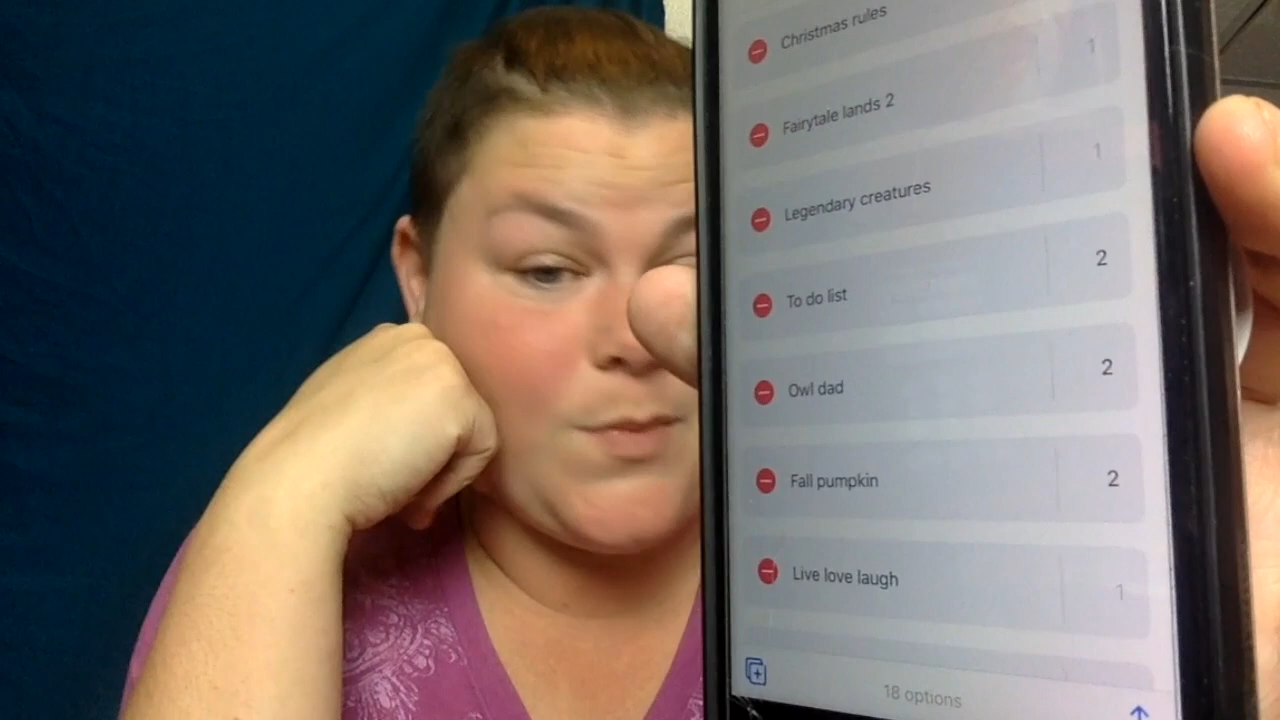 Christmas rules
1
Fairytale lands 2
1
Legendary creatures
2
To do list
2
Owl dad
2
Fall pumpkin
1
Live love laugh
18 options